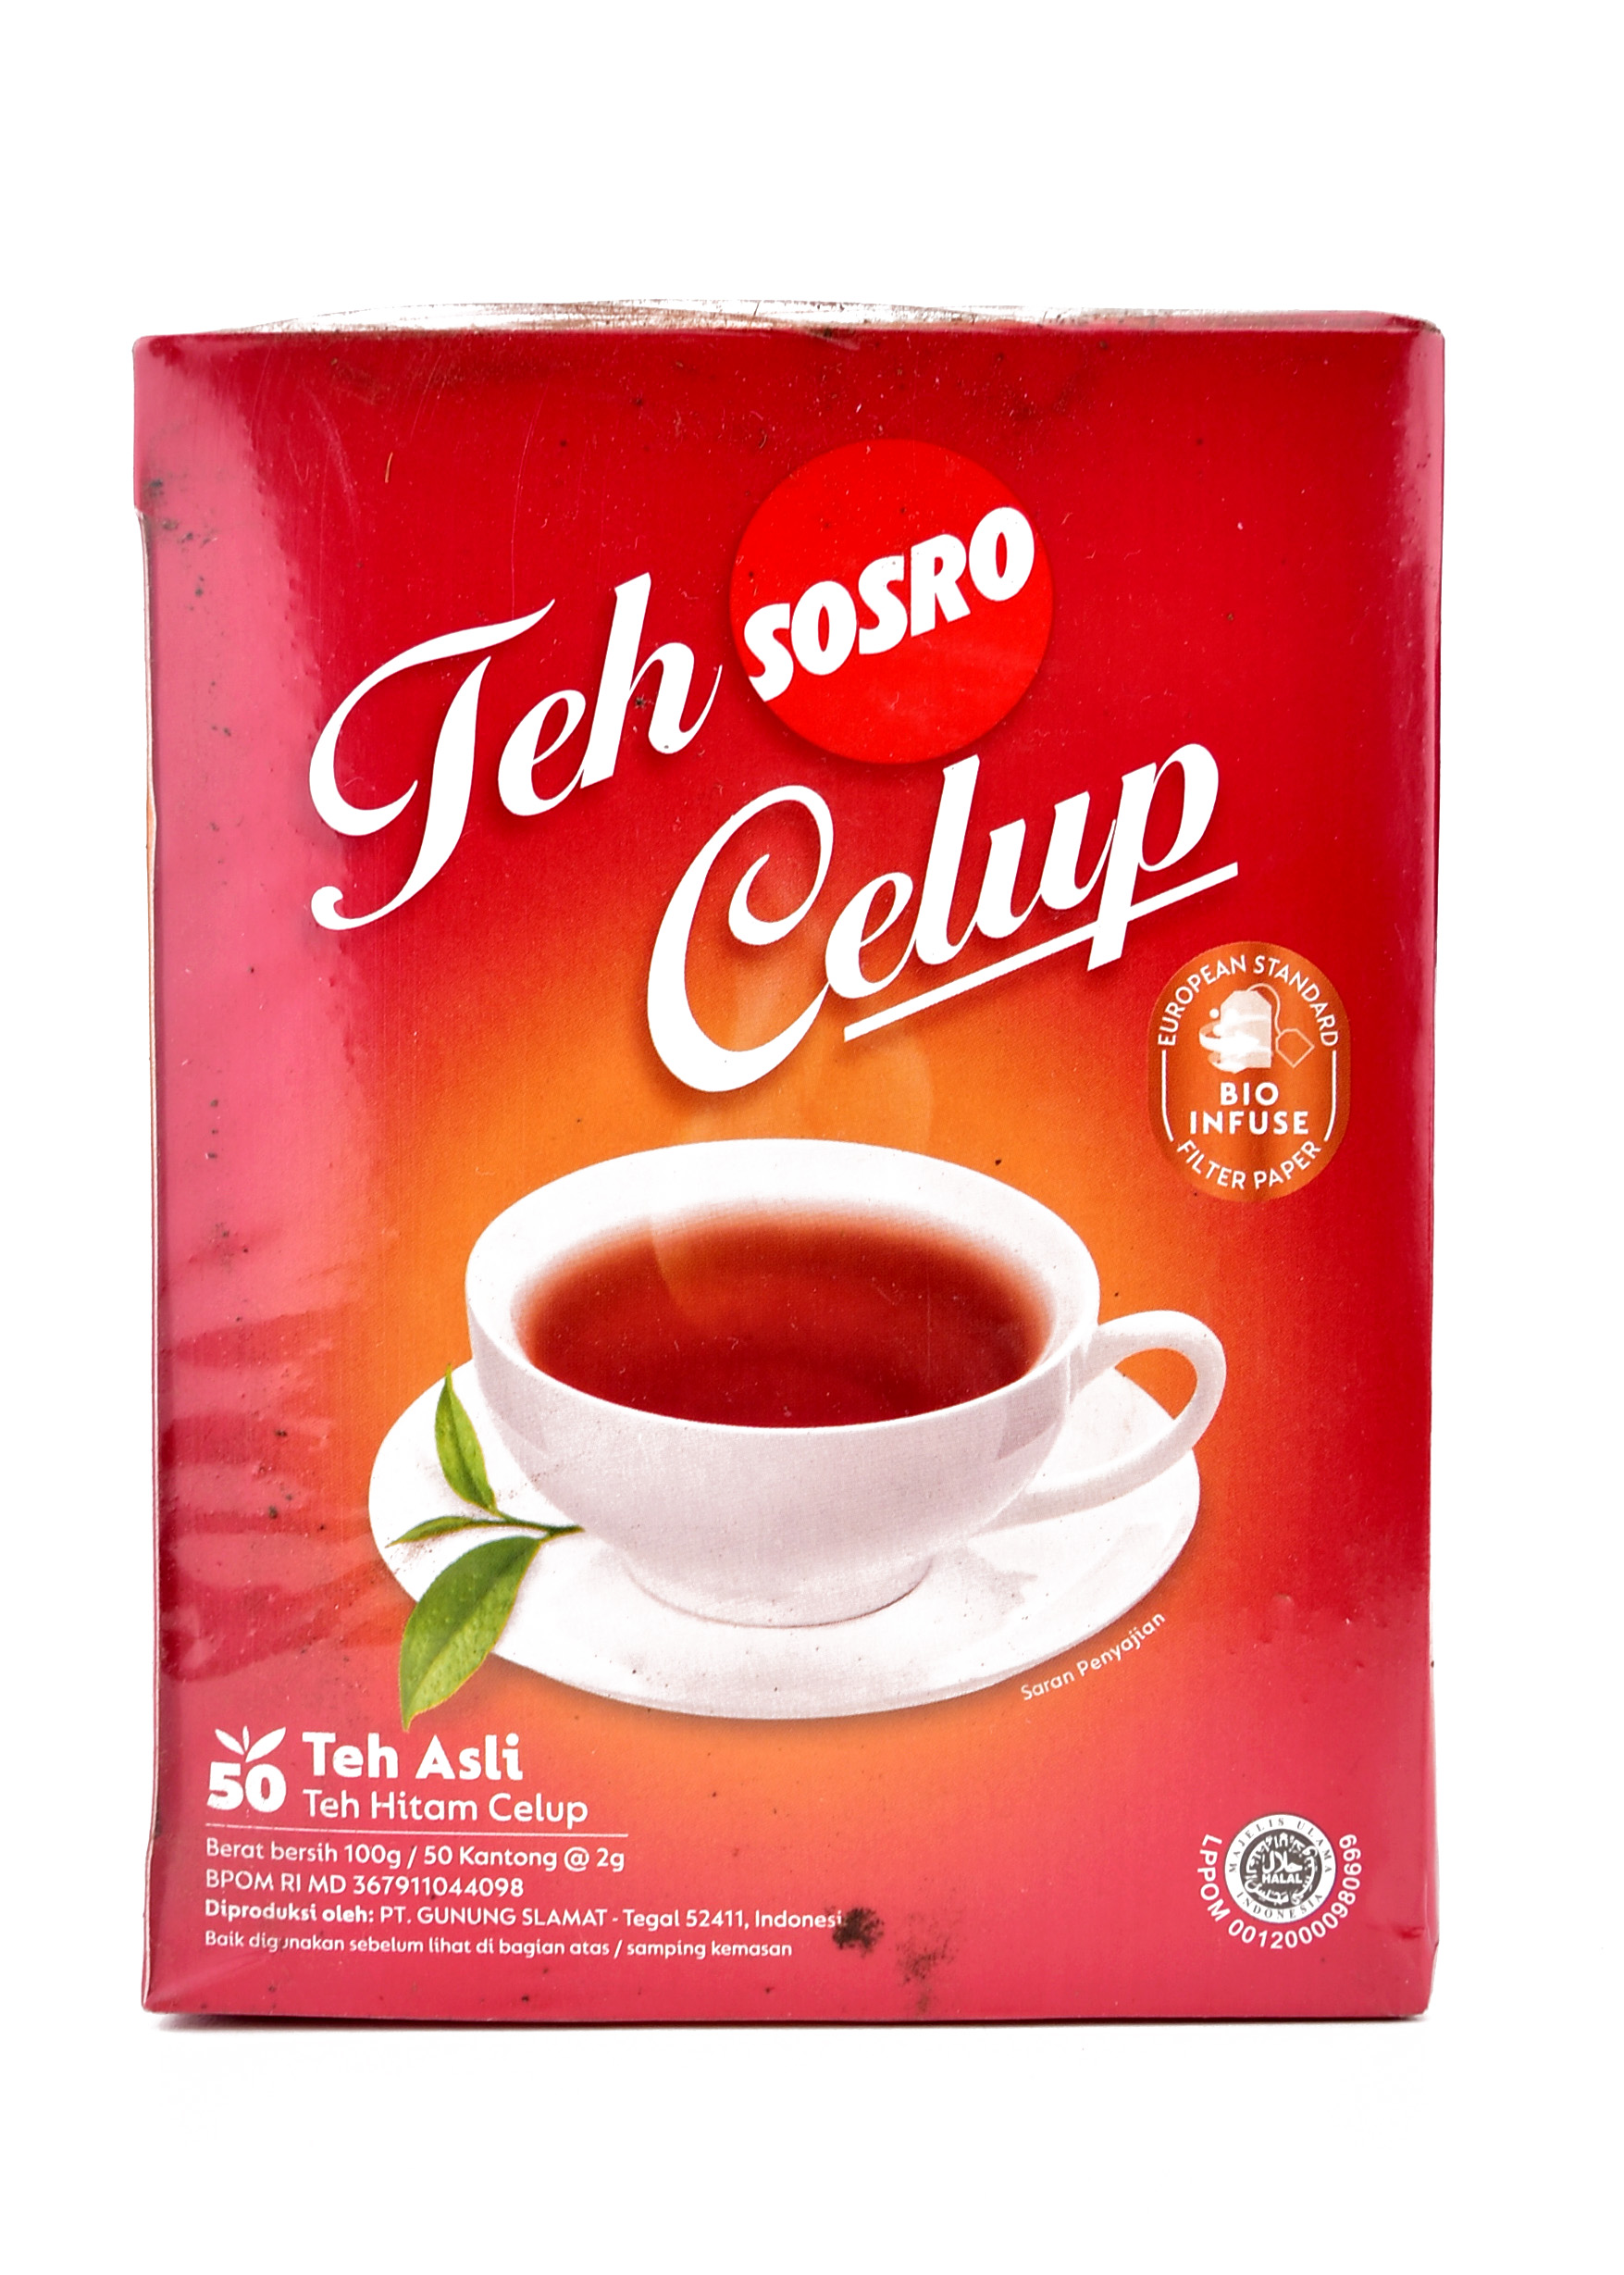 Teh SOSRO
Celup
EUROPEAN STANDARD
BIO
INFUSE
FILTER PAPER
Saran Penyajian
50 Teh Asli
Teh Hitam Celup
Berat bersih 100g / 50 Kantong @ 2g
BPOM RI MD 367911044098
Diproduksi oleh: PT. GUNUNG SLAMAT - Tegal 52411, Indonesi
Baik digunakan sebelum lihat di bagian atas / samping kemasan
MAJELIS ULAMA
حلال
HALAL
INDONESIA
LPPOM 00120000980699